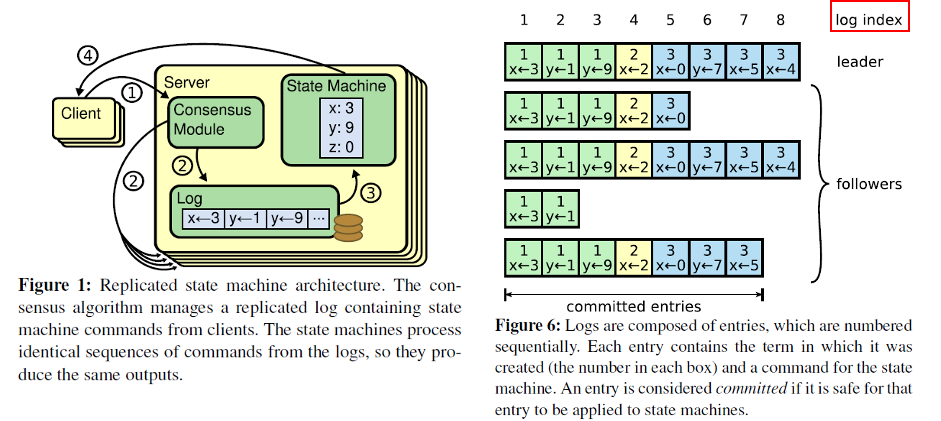 Client
Server
Consensus
Module
State Machine
x: 3
y: 9
z: 0
Log
x←3 y←1 y←9 ...
① ② ② ③ ④
Figure 1: Replicated state machine architecture. The con-
sensus algorithm manages a replicated log containing state
machine commands from clients. The state machines process
identical sequences of commands from the logs, so they pro-
duce the same outputs.
1 2 3 4 5 6 7 8 log index
1 1 1 2 3 3 3 3
x←3 y←1 y←9 x←2 x←0 y←7 x←5 x←4
leader
1 1 1 2 3
x←3 y←1 y←9 x←2 x←0
1 1 1 2 3 3 3 3
x←3 y←1 y←9 x←2 x←0 y←7 x←5 x←4
1 1
x←3 y←1
1 1 1 2 3 3 3
x←3 y←1 y←9 x←2 x←0 y←7 x←5
followers
committed entries
Figure 6: Logs are composed of entries, which are numbered
sequentially. Each entry contains the term in which it was
created (the number in each box) and a command for the state
machine. An entry is considered committed if it is safe for that
entry to be applied to state machines.